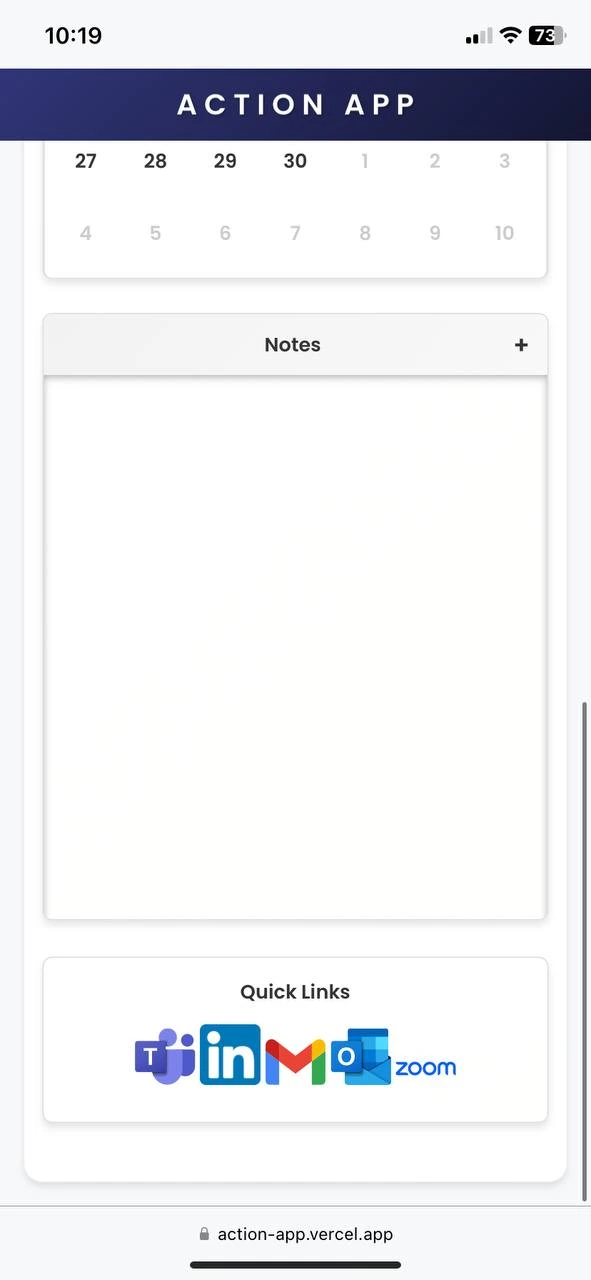 10:19
73
ACTION APP
27 28 29 30 1 2 3
4 5 6 7 8 9 10
Notes +
Quick Links
T in O zoom
action-app.vercel.app